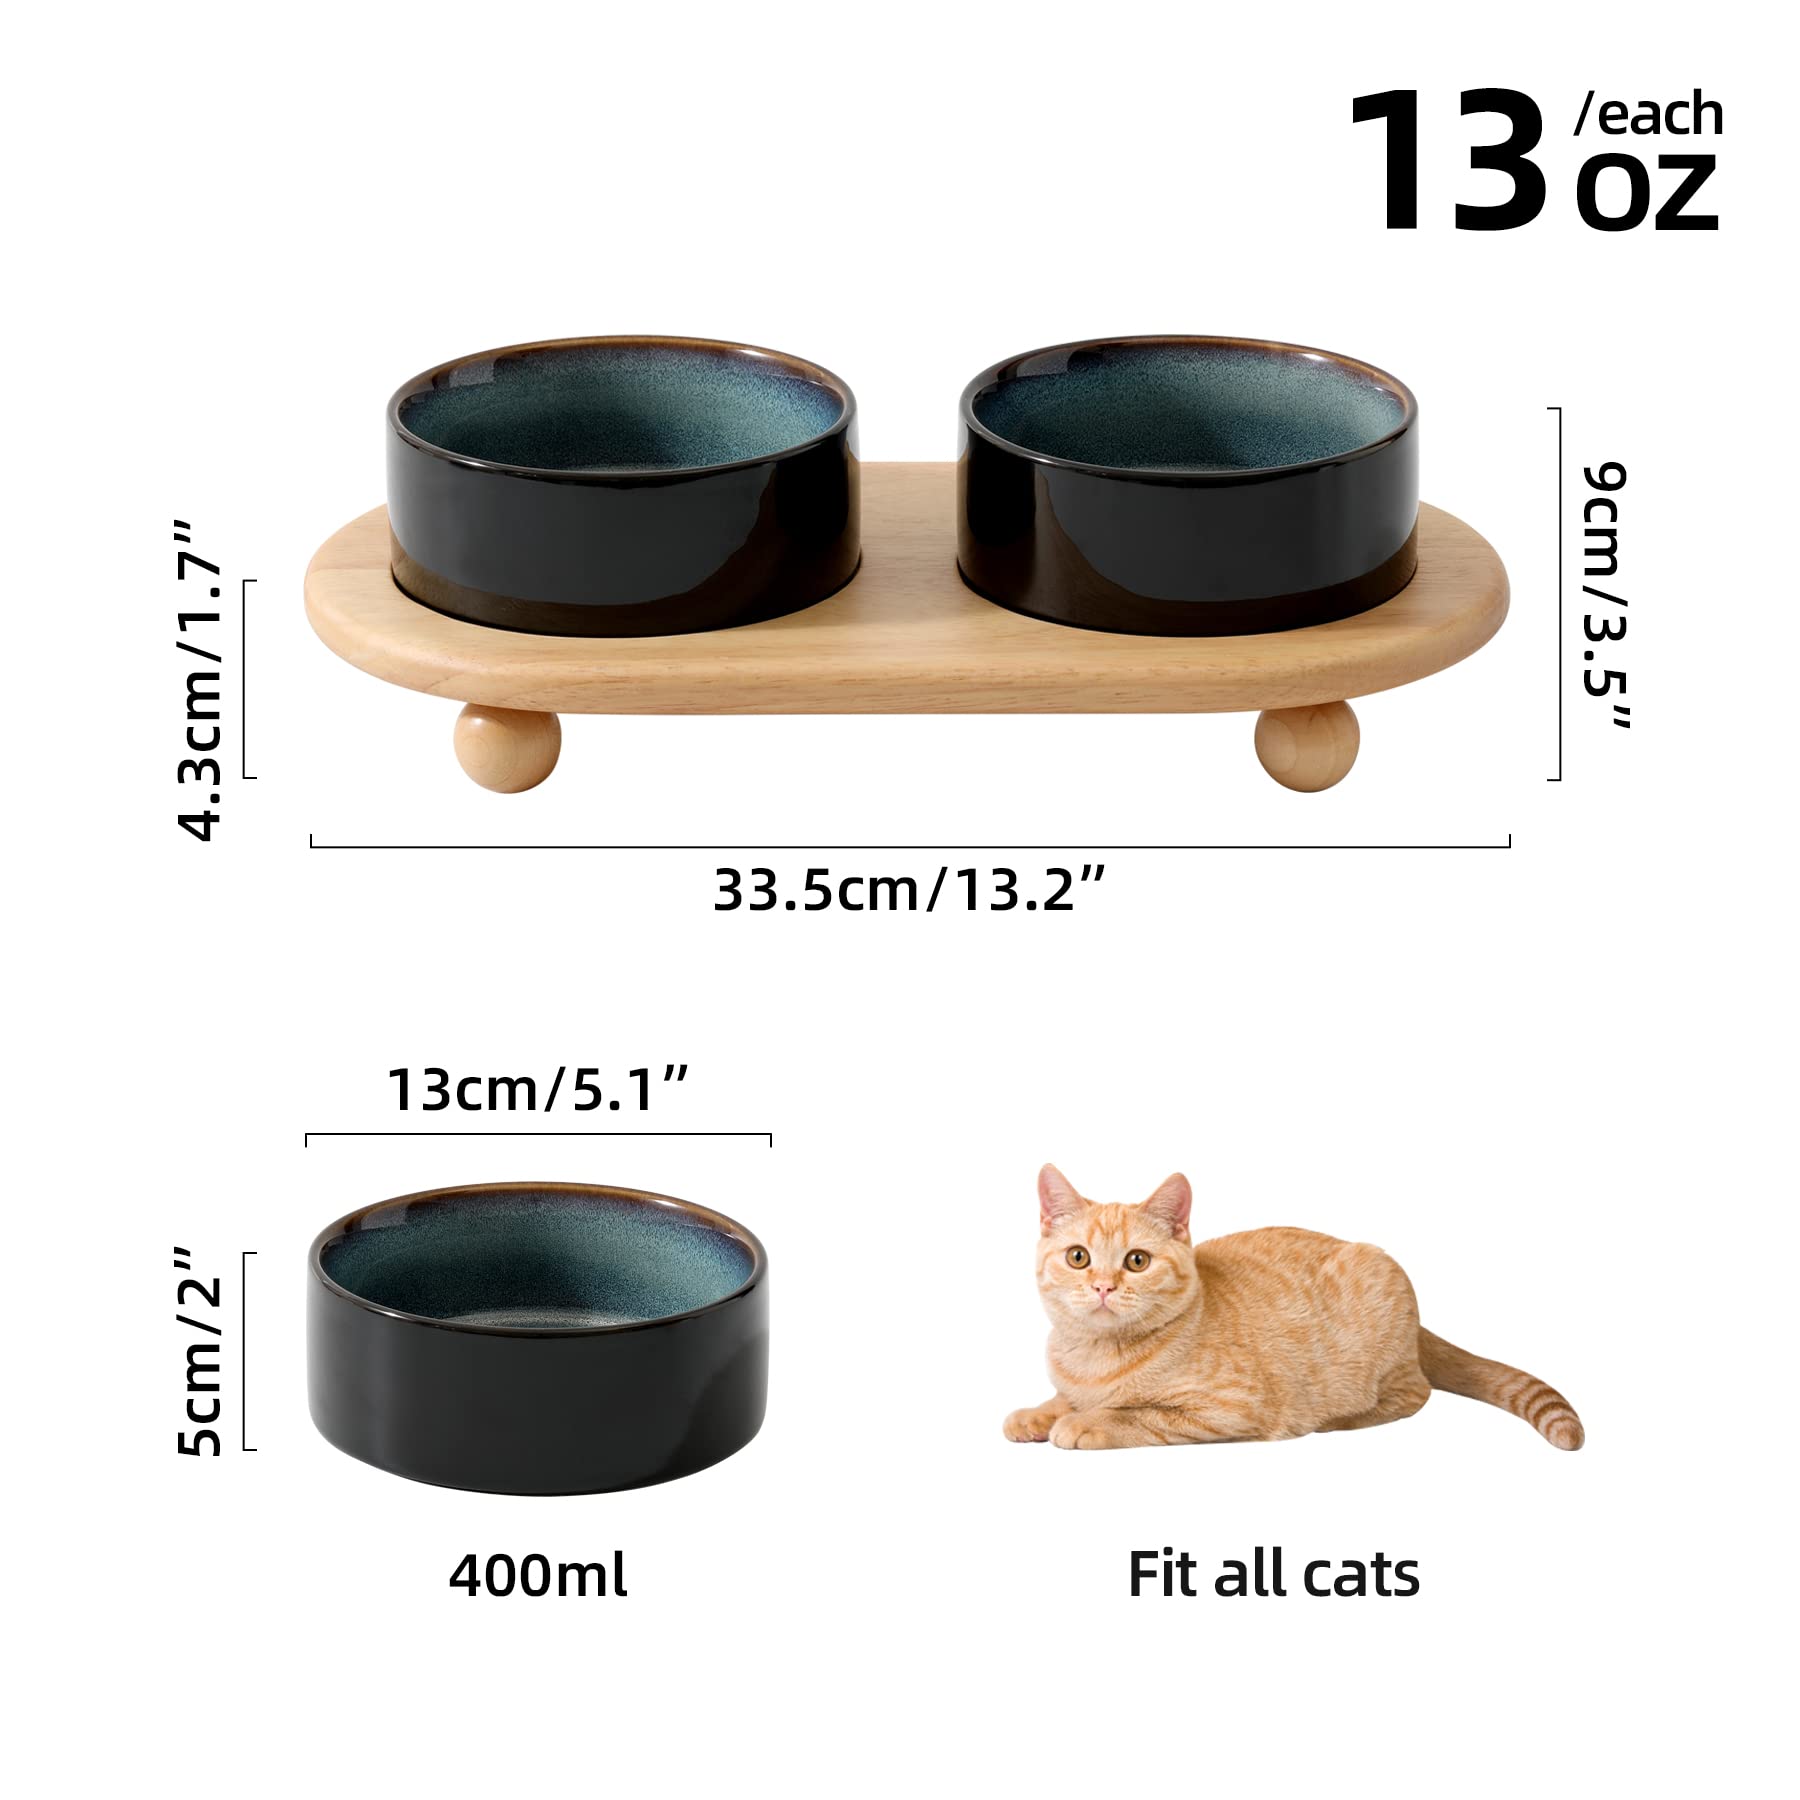 13 /each
OZ
4.3cm/1.7”
9cm/3.5”
33.5cm/13.2”
13cm/5.1”
5cm/2”
400ml
Fit all cats